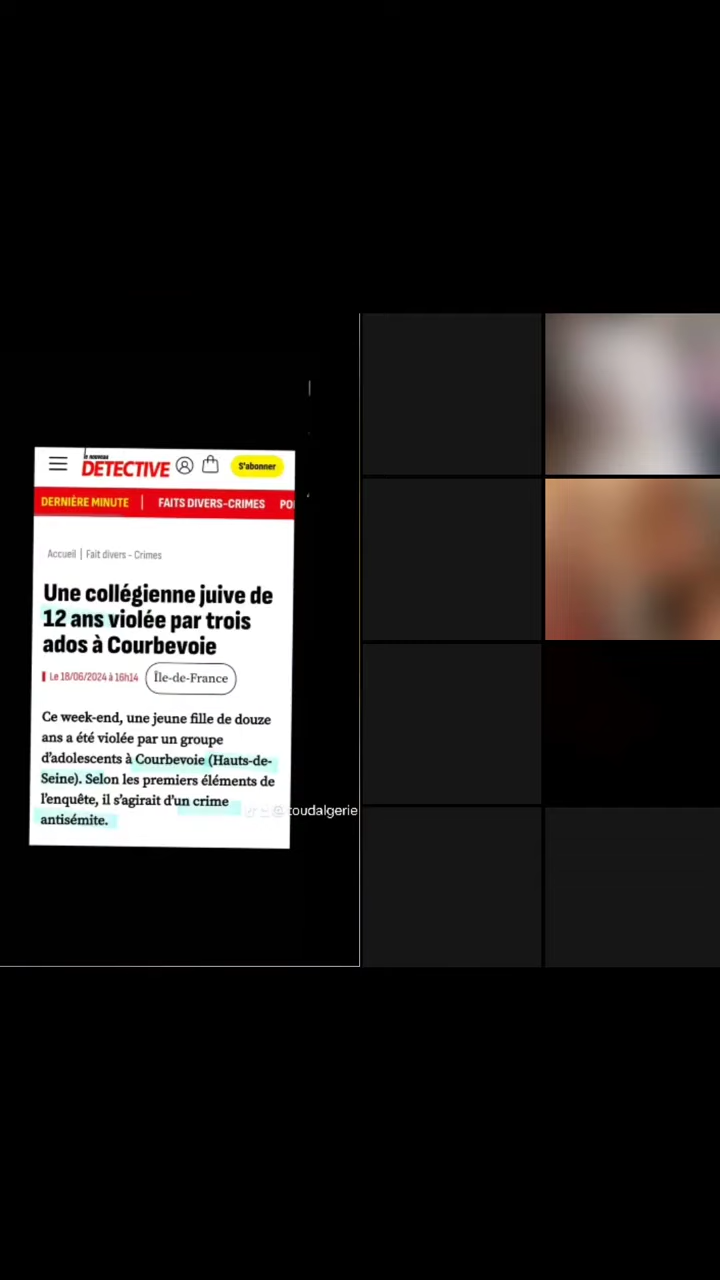 LE NOUVEAU
DETECTIVE
S'abonner
DERNIÈRE MINUTE | FAITS DIVERS-CRIMES
Accueil | Fait divers - Crimes
Une collégienne juive de
12 ans violée par trois
ados à Courbevoie
Le 18/06/2024 à 16h14
Île-de-France
Ce week-end, une jeune fille de douze
ans a été violée par un groupe
d'adolescents à Courbevoie (Hauts-de-
Seine). Selon les premiers éléments de
l'enquête, il s'agirait d'un crime
antisémite.